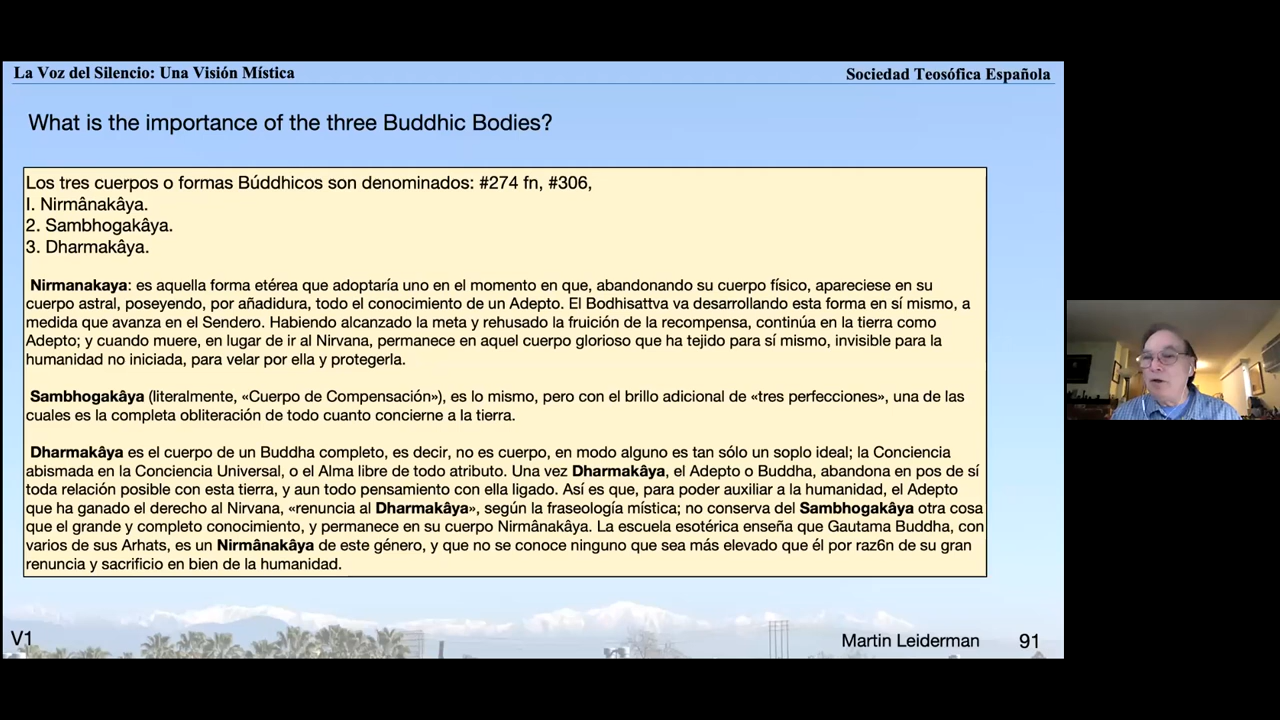 La Voz del Silencio: Una Visión Mística
Sociedad Teosófica Española
What is the importance of the three Buddhic Bodies?
Los tres cuerpos o formas Búddhicos son denominados: #274 fn, #306,
I. Nirmânakâya.
2. Sambhogakâya.
3. Dharmakâya.
Nirmanakaya: es aquella forma etérea que adoptaría uno en el momento en que, abandonando su cuerpo físico, apareciese en su
cuerpo astral, poseyendo, por añadidura, todo el conocimiento de un Adepto. El Bodhisattva va desarrollando esta forma en sí mismo, a
medida que avanza en el Sendero. Habiendo alcanzado la meta y rehusado la fruición de la recompensa, continúa en la tierra como
Adepto; y cuando muere, en lugar de ir al Nirvana, permanece en aquel cuerpo glorioso que ha tejido para sí mismo, invisible para la
humanidad no iniciada, para velar por ella y protegerla.
Sambhogakâya (literalmente, «Cuerpo de Compensación»), es lo mismo, pero con el brillo adicional de «tres perfecciones», una de las
cuales es la completa obliteración de todo cuanto concierne a la tierra.
Dharmakâya es el cuerpo de un Buddha completo, es decir, no es cuerpo, en modo alguno es tan sólo un soplo ideal; la Conciencia
abismada en la Conciencia Universal, o el Alma libre de todo atributo. Una vez Dharmakâya, el Adepto o Buddha, abandona en pos de sí
toda relación posible con esta tierra, y aun todo pensamiento con ella ligado. Así es que, para poder auxiliar a la humanidad, el Adepto
que ha ganado el derecho al Nirvana, «renuncia al Dharmakâya», según la fraseología mística; no conserva del Sambhogakâya otra cosa
que el grande y completo conocimiento, y permanece en su cuerpo Nirmânakâya. La escuela esotérica enseña que Gautama Buddha, con
varios de sus Arhats, es un Nirmânakâya de este género, y que no se conoce ninguno que sea más elevado que él por raz6n de su gran
renuncia y sacrificio en bien de la humanidad.
V1
Martin Leiderman
91